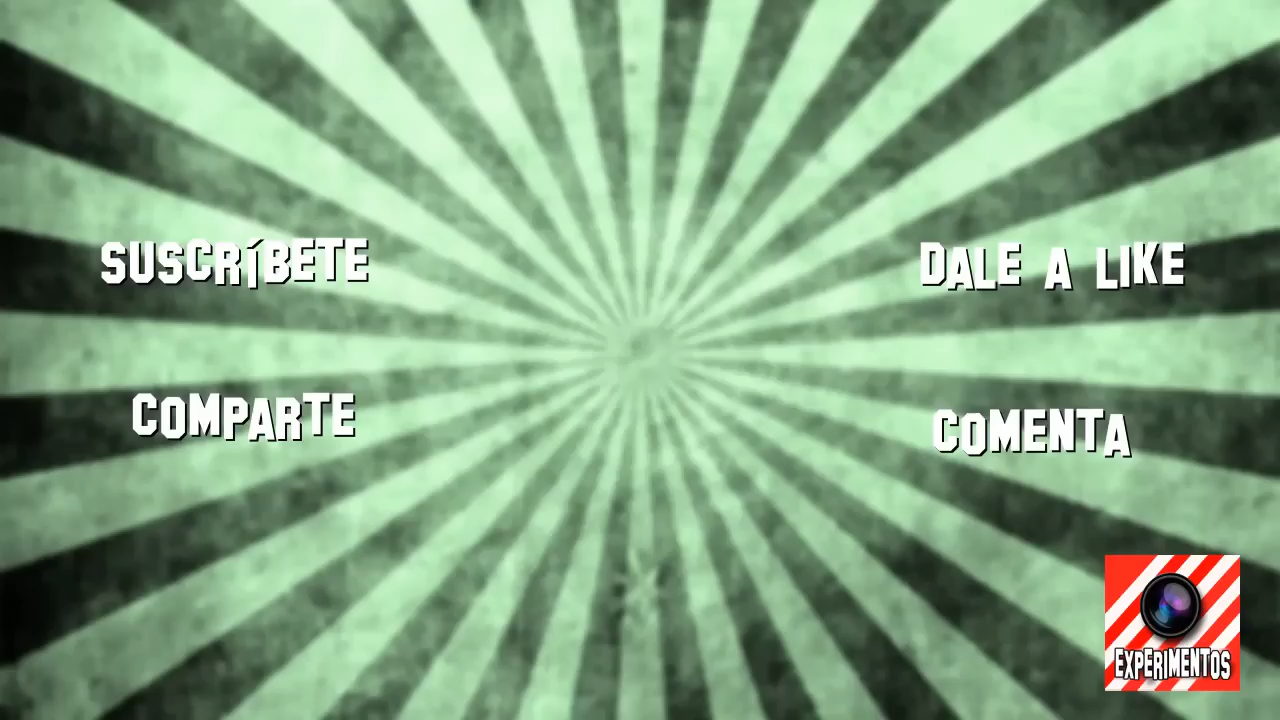 SUSCRÍBETE
DALE A LIKE
COMPARTE
COMENTA
EXPERIMENTOS